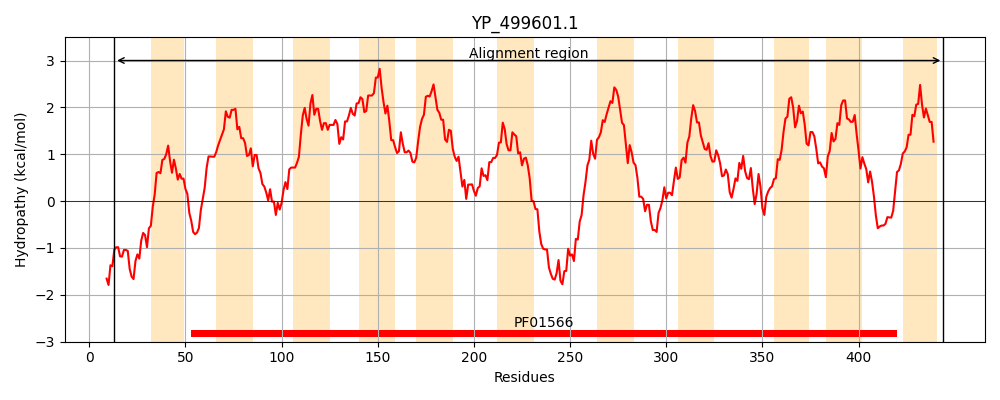 YP_499601.1
Alignment region
3
2
1
0
−1
−2
−3
Hydropathy (kcal/mol)
PF01566
0 50 100 150 200 250 300 350 400
Residues